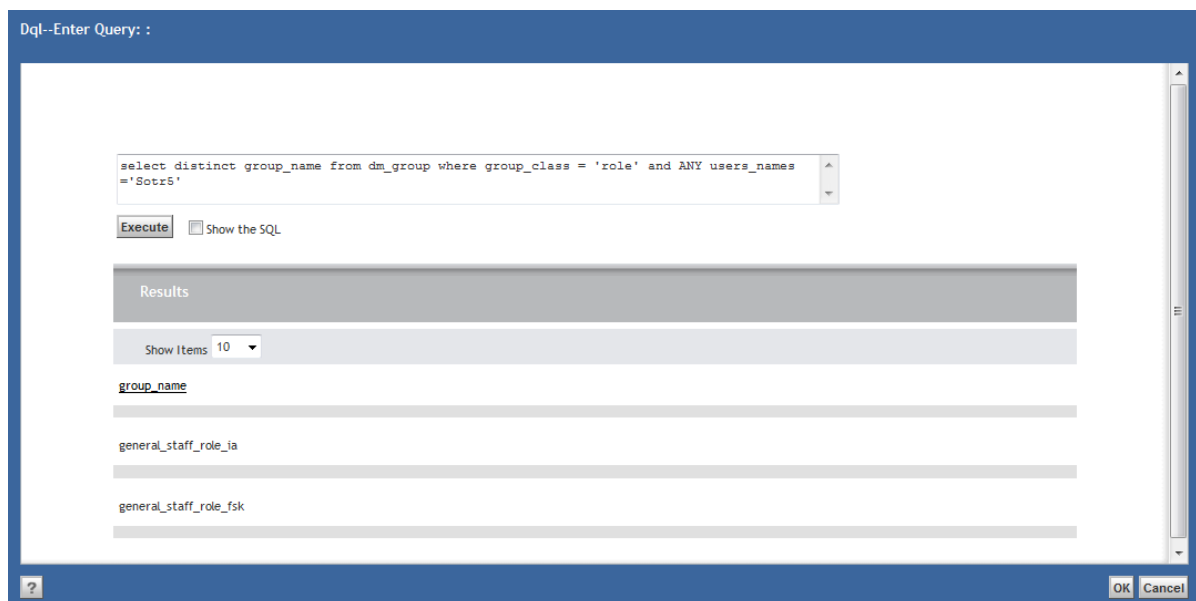 Dql--Enter Query: :
select distinct group_name from dm_group where group_class = 'role' and ANY users_names
='Sotr5'
Execute Show the SQL
Results
Show Items 10
group_name
general_staff_role_ia
general_staff_role_fsk
? OK Cancel